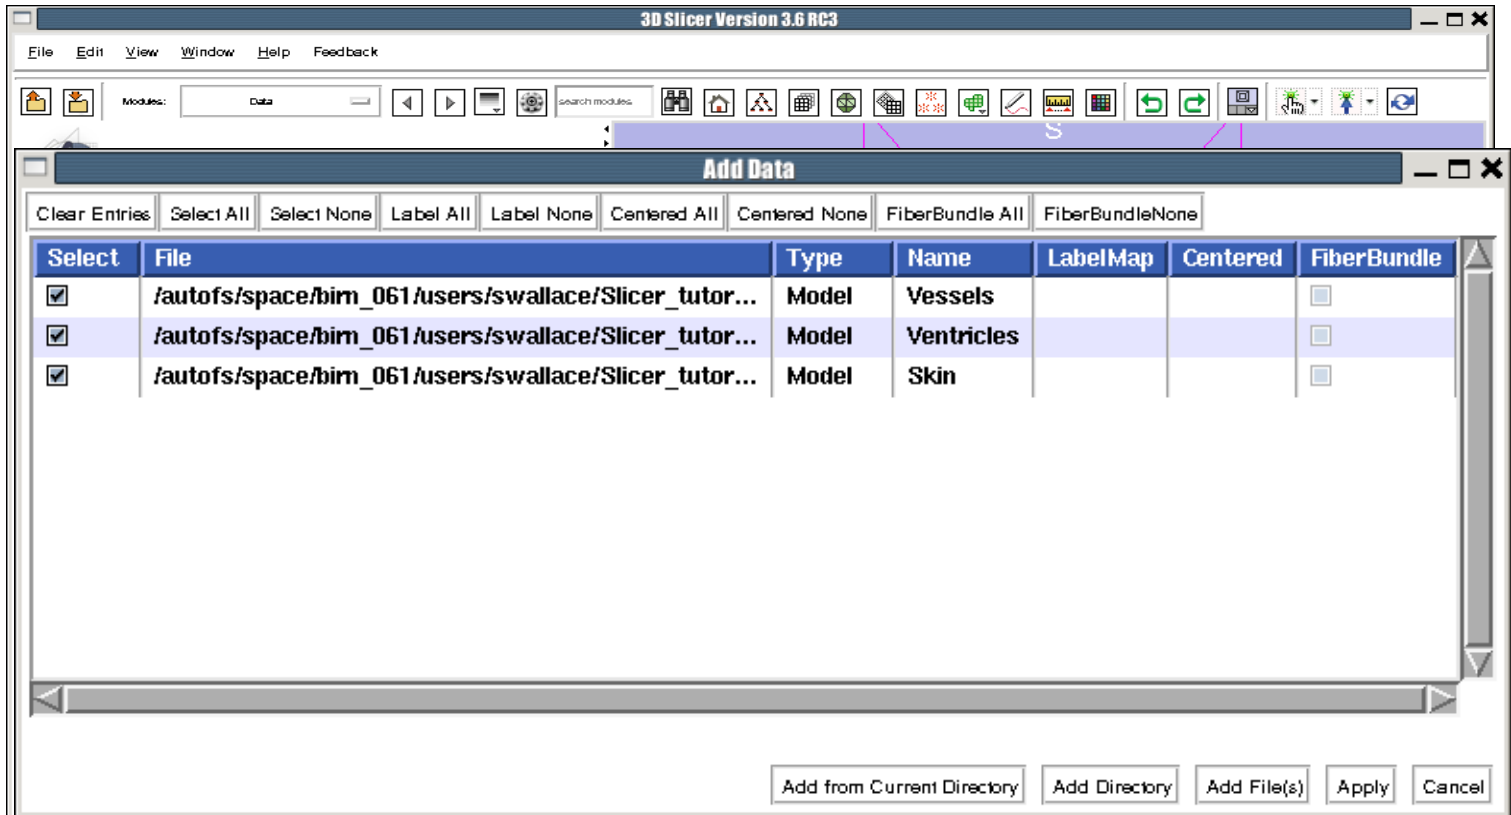 3D Slicer Version 3.6 RC3
File Edit View Window Help Feedback
Modules: Data search modules
S
Add Data
Clear Entries Select All Select None Label All Label None Centered All Centered None FiberBundle All FiberBundleNone
Select File Type Name LabelMap Centered FiberBundle
/autofs/space/birn_061/users/swallace/Slicer_tutor... Model Vessels
/autofs/space/birn_061/users/swallace/Slicer_tutor... Model Ventricles
/autofs/space/birn_061/users/swallace/Slicer_tutor... Model Skin
Add from Current Directory Add Directory Add File(s) Apply Cancel